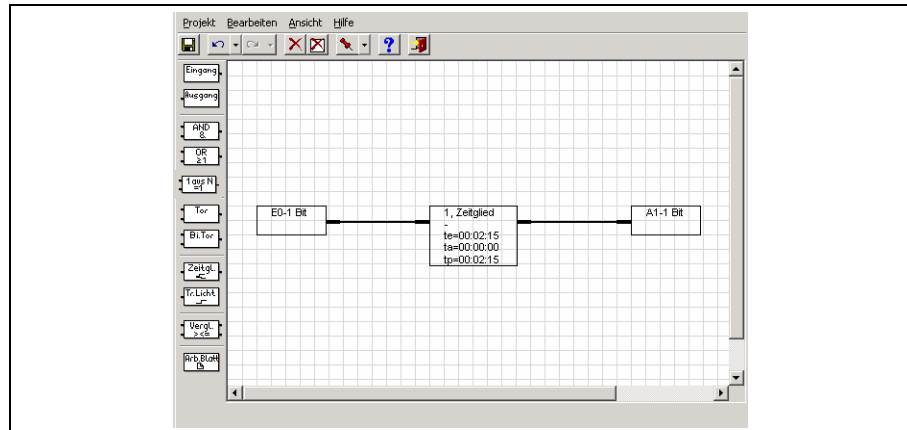 Projekt Bearbeiten Ansicht Hilfe
Eingang
Ausgang
AND
&
OR
≥1
1 aus N
=1
Tor
Bi.Tor
Zeitgl.
Tr.Licht
Vergl.
><=
Arb.Blatt
E0-1 Bit
1, Zeitglied
-
te=00:02:15
ta=00:00:00
tp=00:02:15
A1-1 Bit